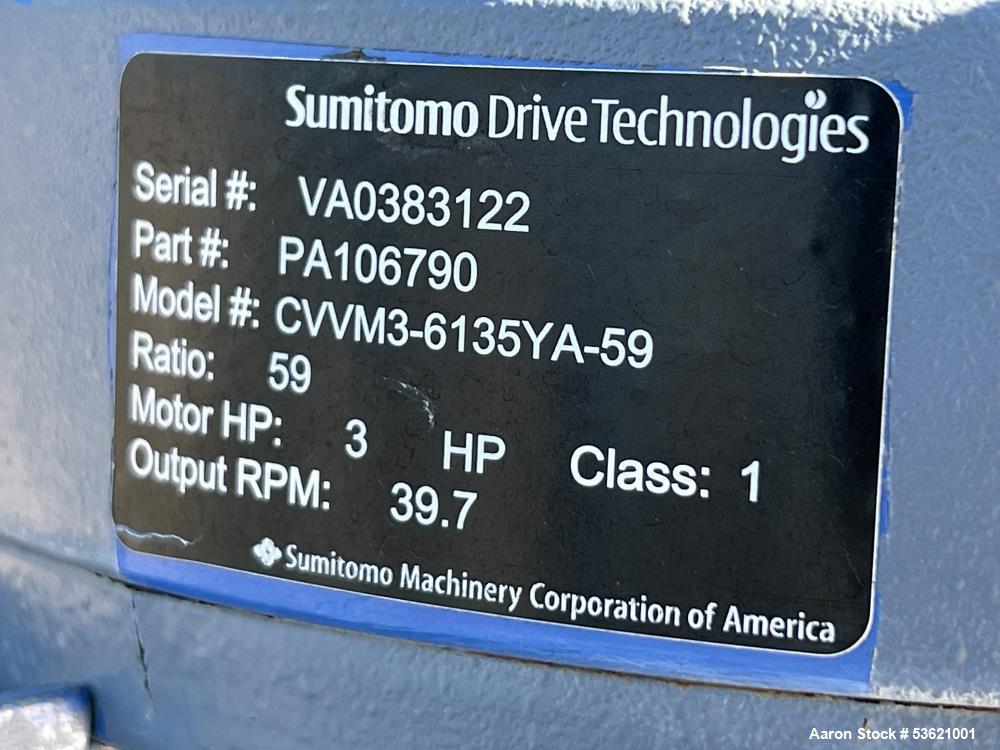 Sumitomo Drive Technologies
Serial #: VA0383122
Part #: PA106790
Model #: CVVM3-6135YA-59
Ratio: 59
Motor HP: 3 HP Class: 1
Output RPM: 39.7
Sumitomo Machinery Corporation of America
Aaron Stock # 53621001